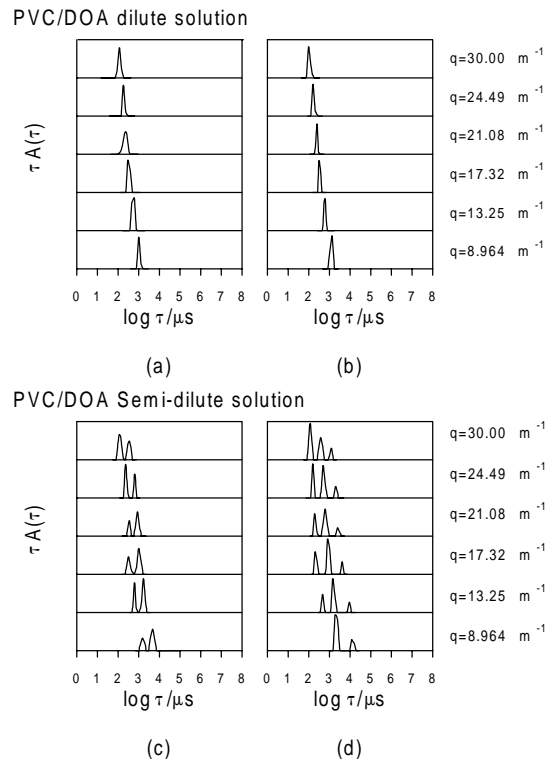 PVC/DOA dilute solution
τ A(τ)
q=30.00 m -1
q=24.49 m -1
q=21.08 m -1
q=17.32 m -1
q=13.25 m -1
q=8.964 m -1
0 1 2 3 4 5 6 7 8
0 1 2 3 4 5 6 7 8
log τ/μs
log τ/μs
(a)
(b)
PVC/DOA Semi-dilute solution
τ A(τ)
q=30.00 m -1
q=24.49 m -1
q=21.08 m -1
q=17.32 m -1
q=13.25 m -1
q=8.964 m -1
0 1 2 3 4 5 6 7 8
0 1 2 3 4 5 6 7 8
log τ/μs
log τ/μs
(c)
(d)